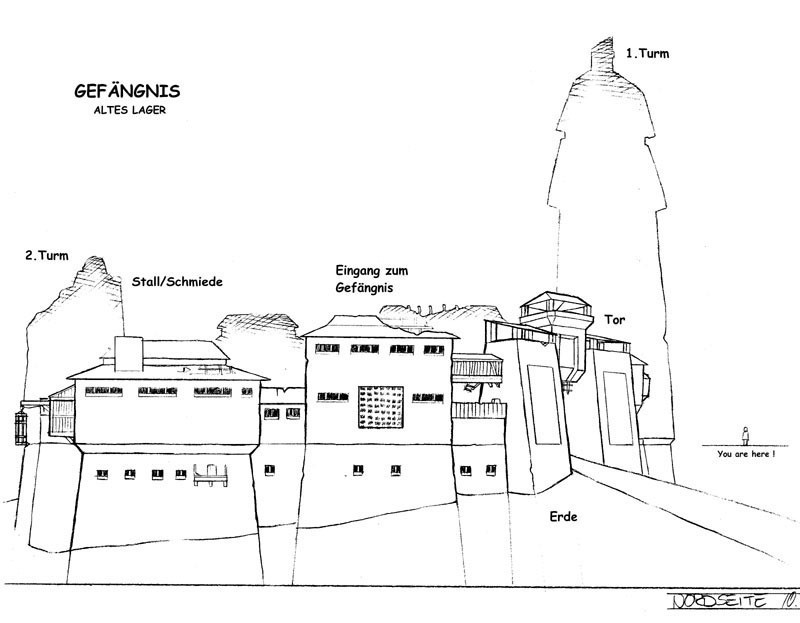 GEFÄNGNIS
ALTES LAGER
1.Turm
2.Turm
Stall/Schmiede
Eingang zum
Gefängnis
Tor
You are here !
Erde
NORDSEITE 10.